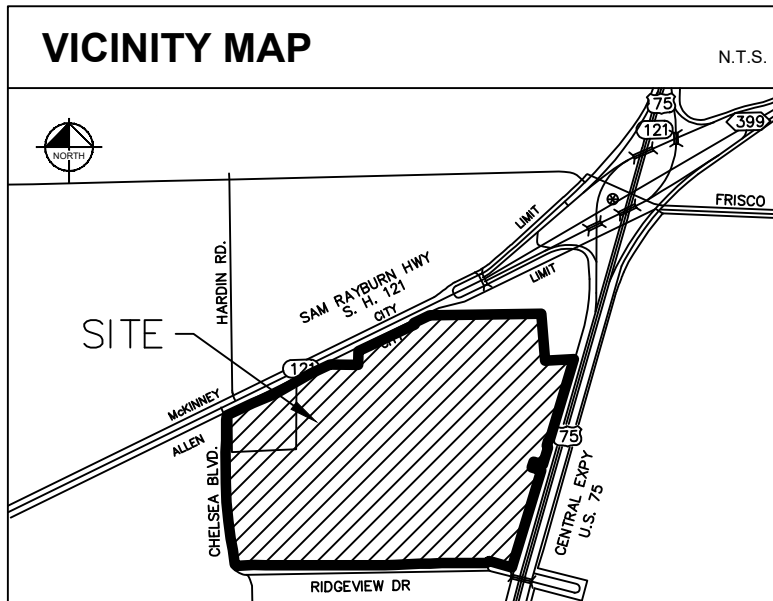 VICINITY MAP
N.T.S.
75
121
399
NORTH
FRISCO
LIMIT
LIMIT
HARDIN RD.
SAM RAYBURN HWY
S. H. 121
CITY
CITY
SITE
121
McKINNEY
ALLEN
CHELSEA BLVD.
75
CENTRAL EXPY
U.S. 75
RIDGEVIEW DR